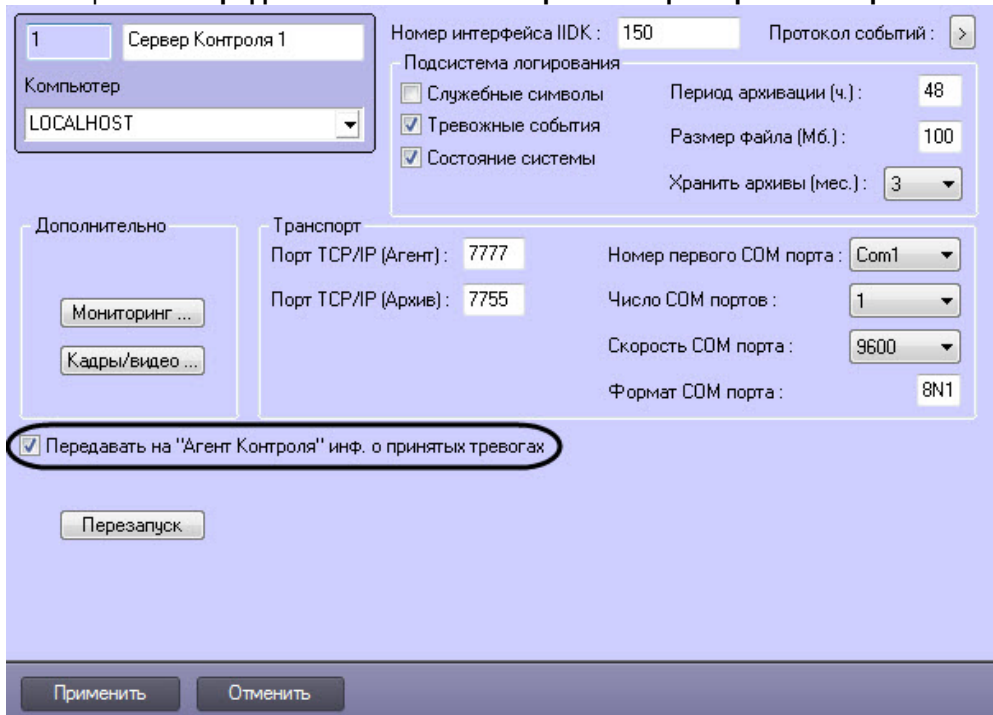 1
Сервер Контроля 1
Компьютер
LOCALHOST
Номер интерфейса IIDK :
150
Протокол событий :
>
Подсистема логирования
Служебные символы
Тревожные события
Состояние системы
Период архивации (ч.) :
48
Размер файла (Мб.) :
100
Хранить архивы (мес.) :
3
Дополнительно
Мониторинг ...
Кадры/видео ...
Транспорт
Порт TCP/IP (Агент) :
7777
Порт TCP/IP (Архив) :
7755
Номер первого COM порта :
Com1
Число COM портов :
1
Скорость COM порта :
9600
Формат COM порта :
8N1
Передавать на "Агент Контроля" инф. о принятых тревогах
Перезапуск
Применить
Отменить